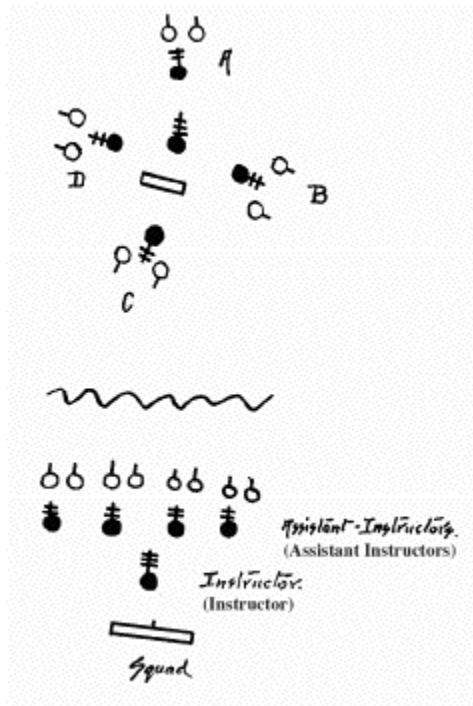 A
D
B
C
Assistant-Instructors.
(Assistant Instructors)
Instructor.
(Instructor)
Squad